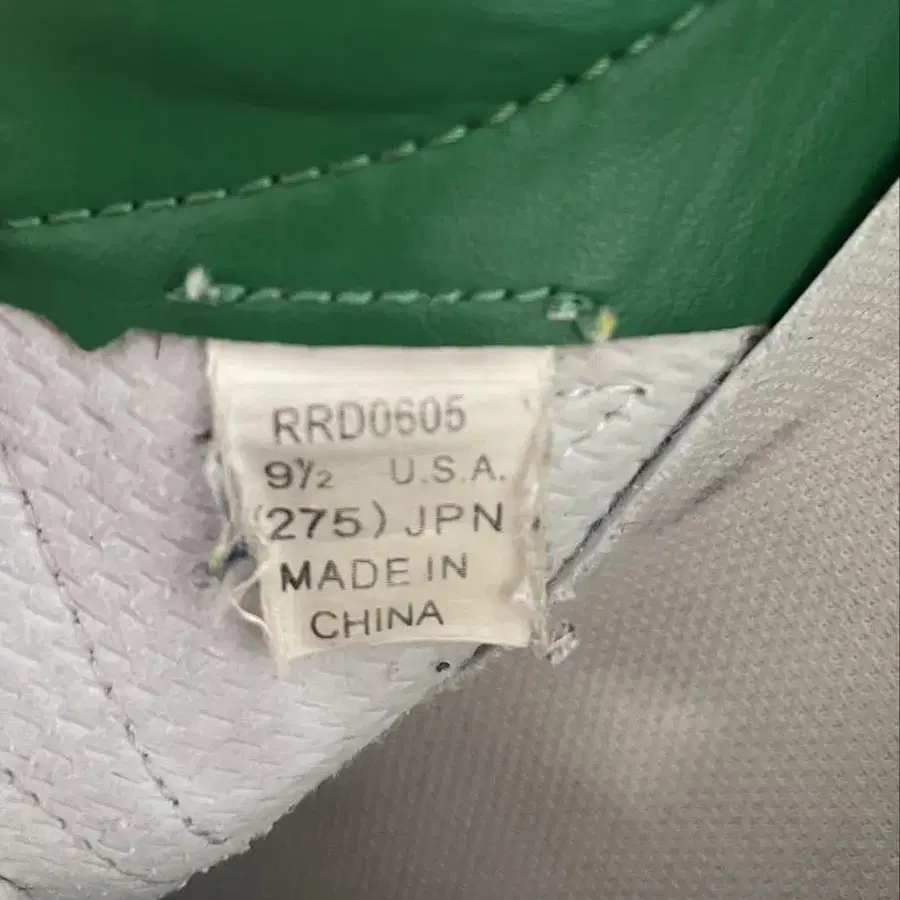 RRD0605
9½ U.S.A.
(275) JPN
MADE IN
CHINA